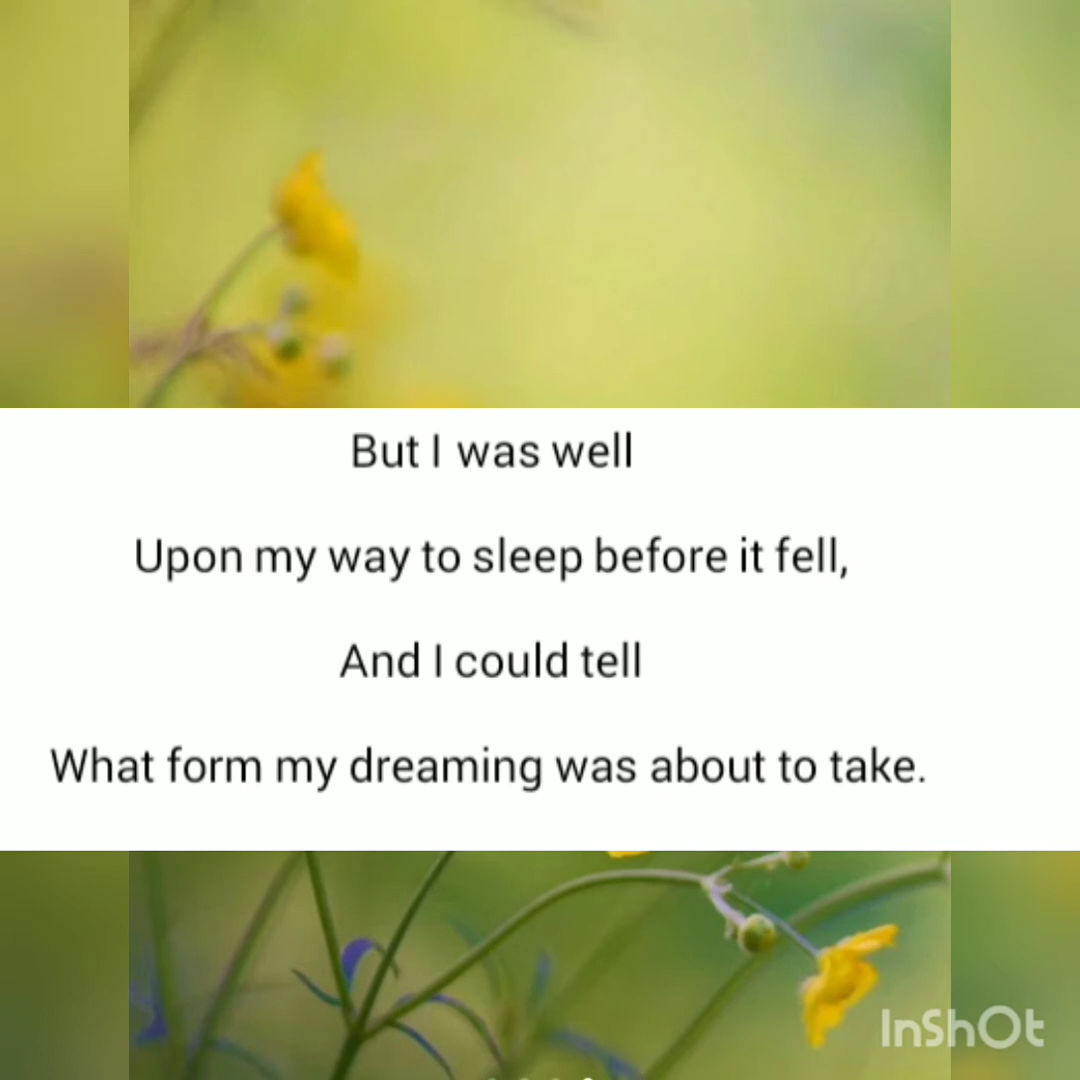 But I was well
Upon my way to sleep before it fell,
And I could tell
What form my dreaming was about to take.
InShOt